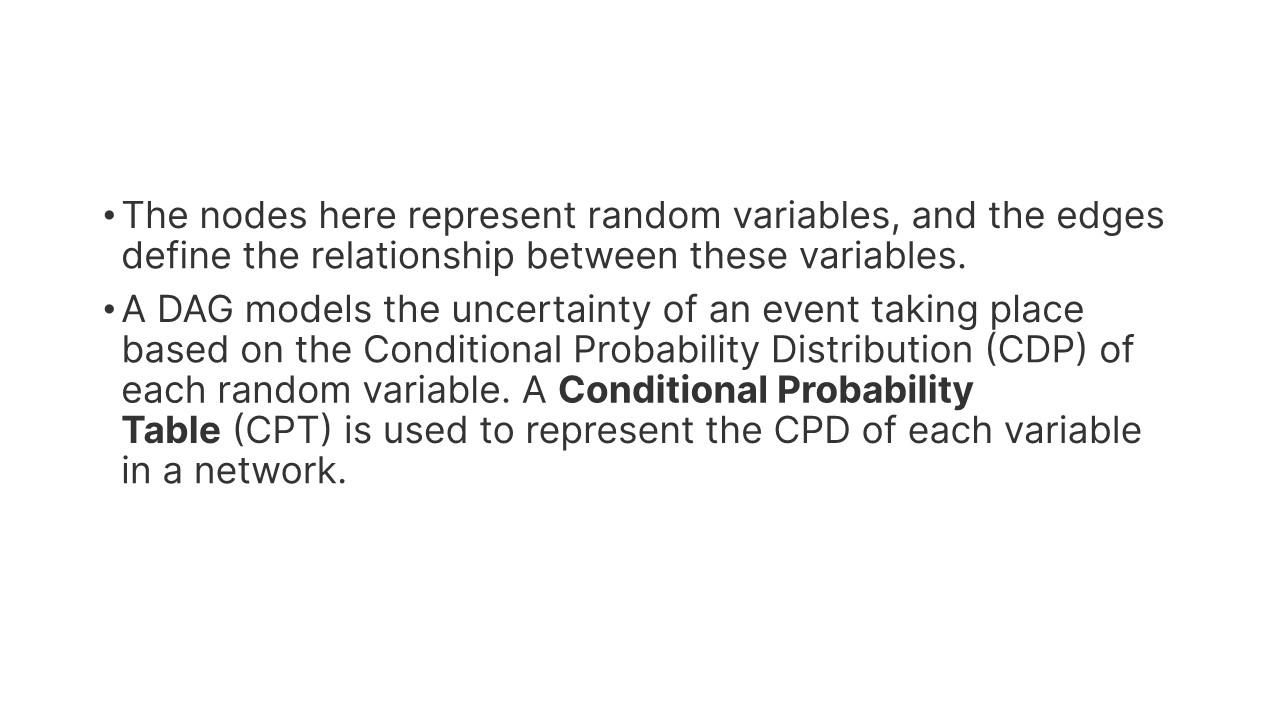 • The nodes here represent random variables, and the edges
define the relationship between these variables.
• A DAG models the uncertainty of an event taking place
based on the Conditional Probability Distribution (CDP) of
each random variable. A Conditional Probability
Table (CPT) is used to represent the CPD of each variable
in a network.